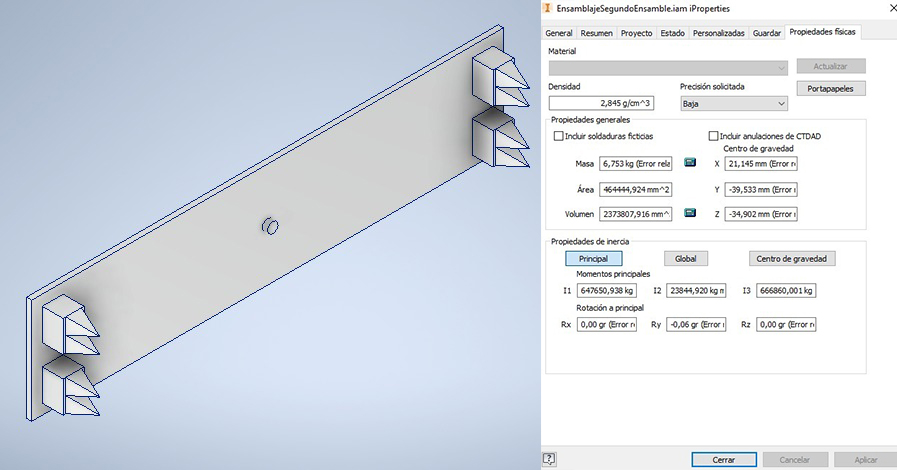 EnsamblajeSegundoEnsamble.iam iProperties
General Resumen Proyecto Estado Personalizadas Guardar Propiedades físicas
Material
Actualizar
Densidad Precisión solicitada Portapapeles
2,845 g/cm^3 Baja
Propiedades generales
Incluir soldaduras ficticias Incluir anulaciones de CTDAD
Centro de gravedad
Masa 6,753 kg (Error rela X 21,145 mm (Error r
Área 464444,924 mm^2 Y -39,533 mm (Error r
Volumen 2373807,916 mm^ Z -34,902 mm (Error r
Propiedades de inercia
Principal Global Centro de gravedad
Momentos principales
I1 647650,938 kg I2 23844,920 kg m I3 666860,001 kg
Rotación a principal
Rx 0,00 gr (Error r Ry -0,06 gr (Error r Rz 0,00 gr (Error r
? Cerrar Cancelar Aplicar